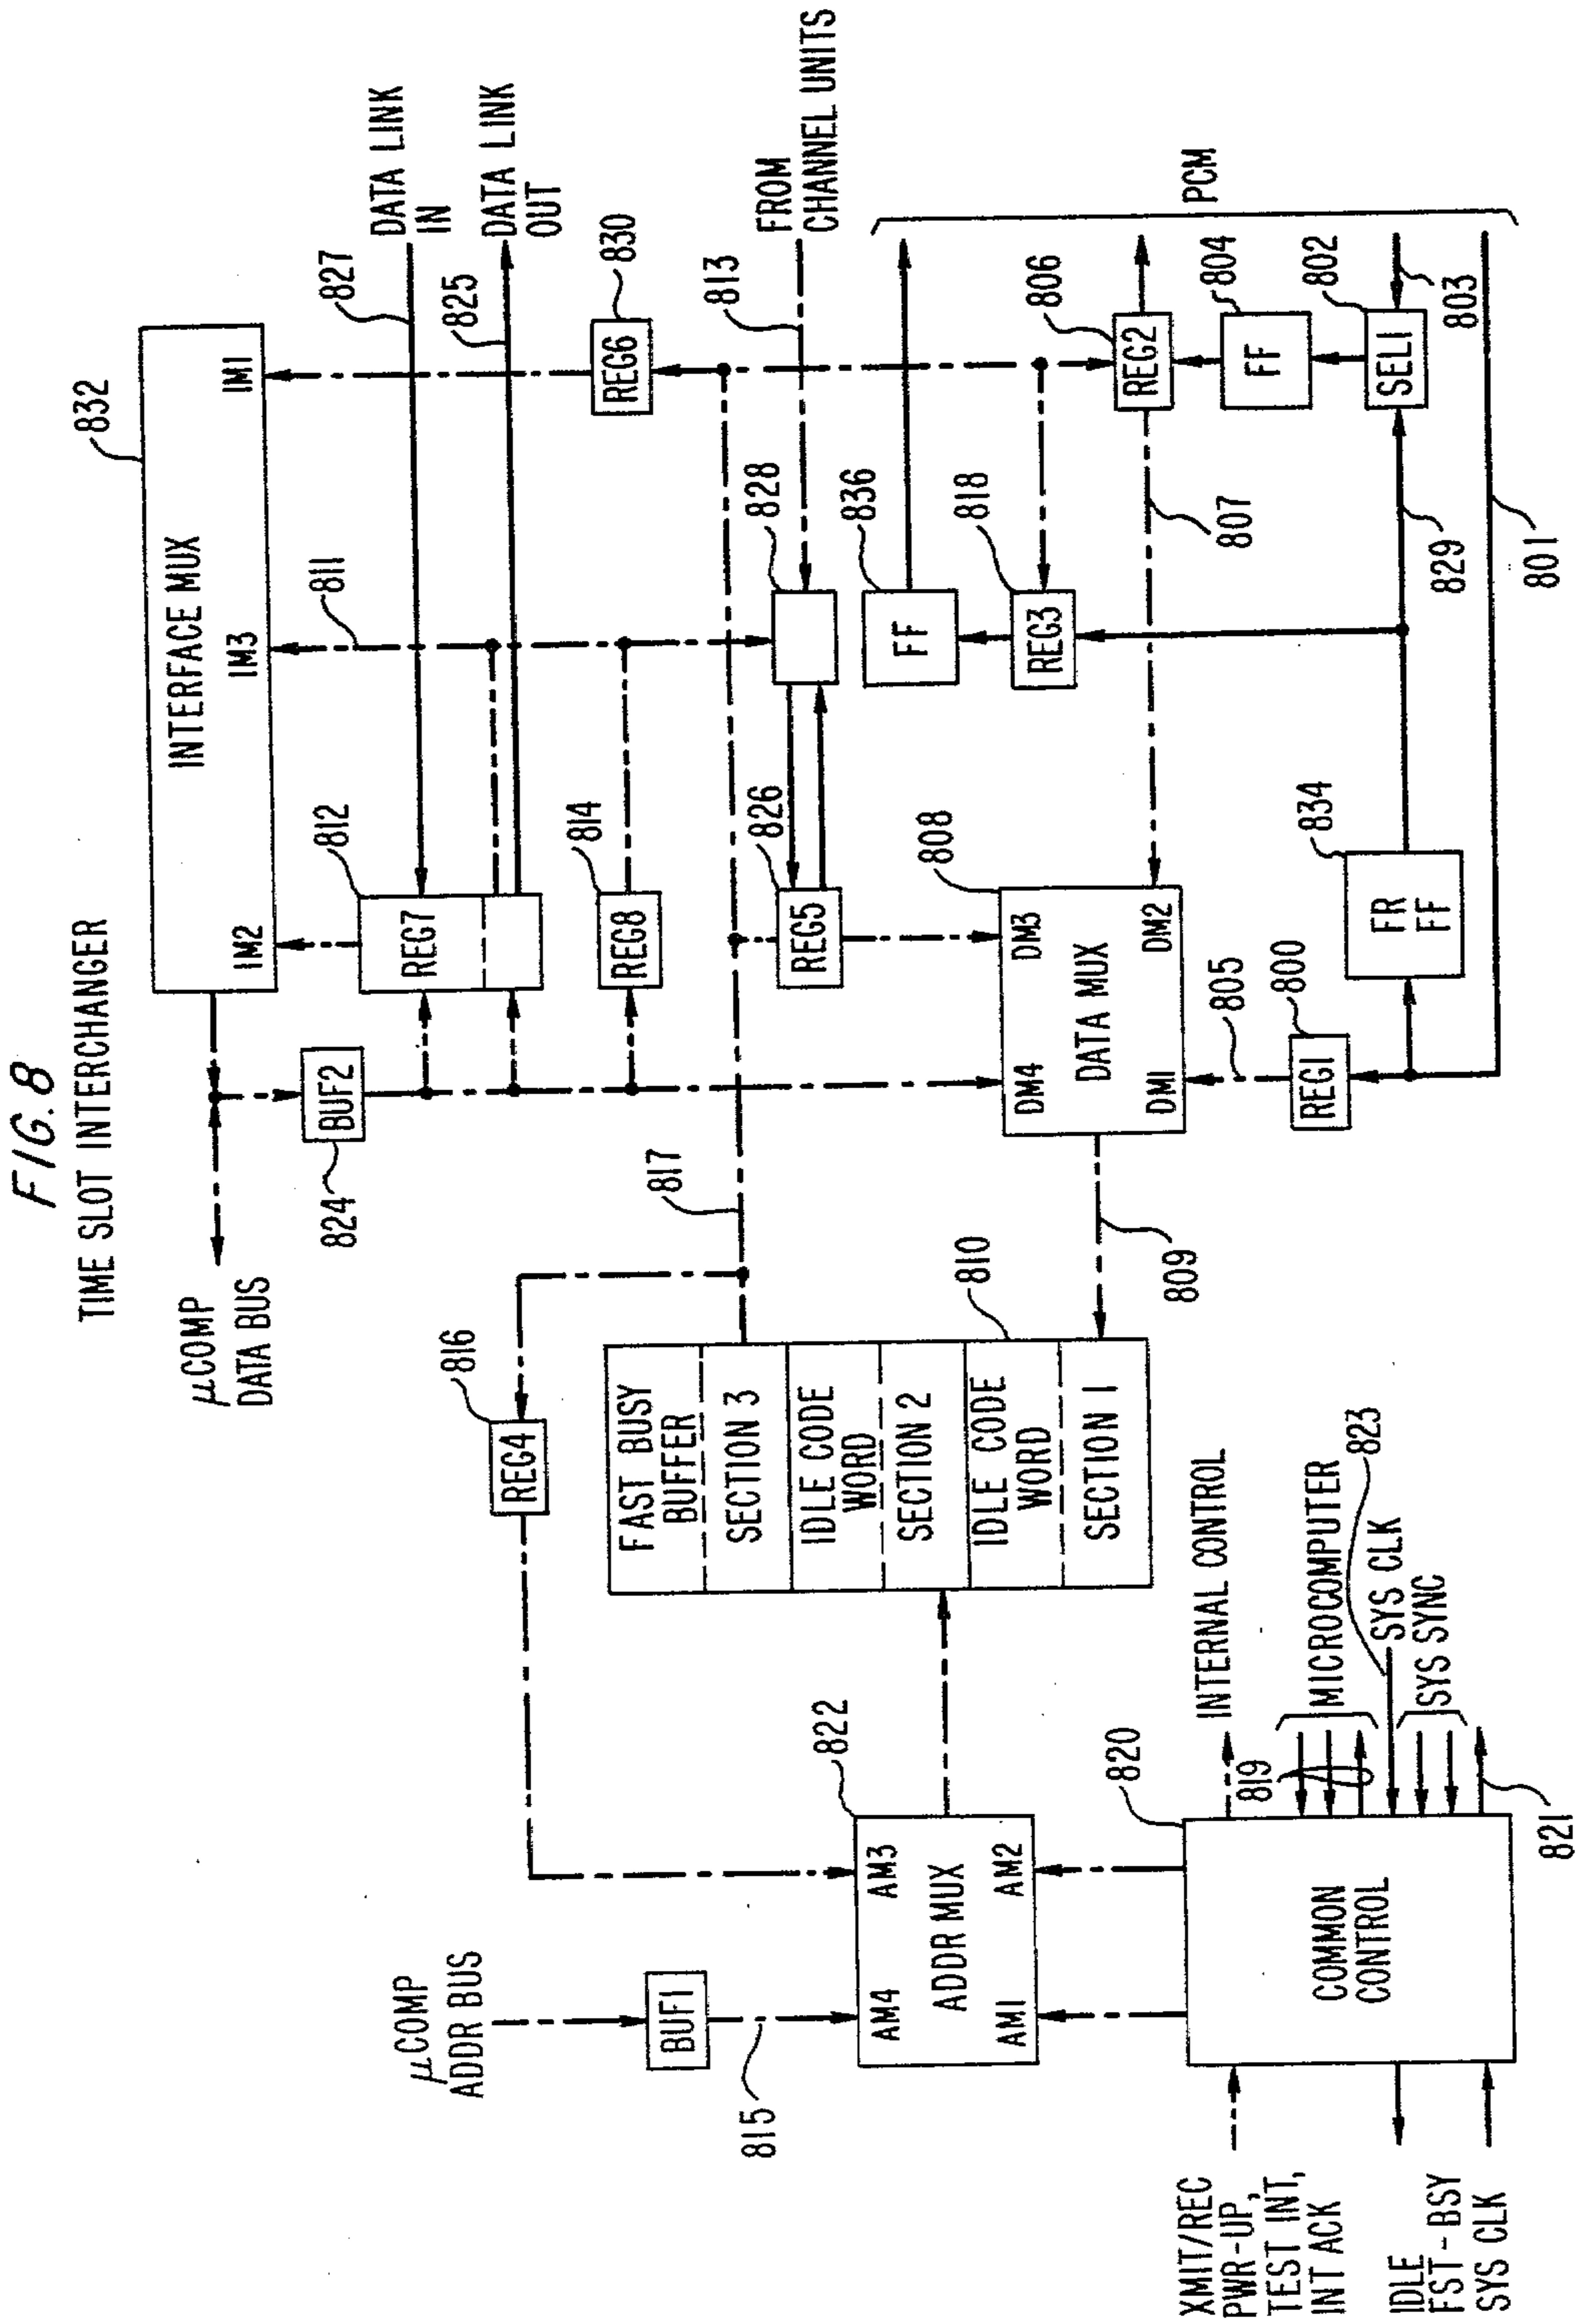 FIG. 8
TIME SLOT INTERCHANGER
μCOMP
DATA BUS
INTERFACE MUX
832
IM2
IM3
IM1
811
BUF2
824
REG7
812
827
DATA LINK
IN
825
DATA LINK
OUT
REG8
814
REG6
830
REG4
816
817
REG5
826
828
813
FROM
CHANNEL UNITS
FAST BUSY
BUFFER
SECTION 3
IDLE CODE
WORD
SECTION 2
IDLE CODE
WORD
SECTION 1
810
809
DM4
DM3
DATA MUX
DM1
DM2
808
FF
836
REG3
818
REG2
806
807
FF
804
SEL1
802
803
PCM
805
REG1
800
FR
FF
834
829
801
μCOMP
ADDR BUS
BUF1
815
AM4
AM3
ADDR MUX
AM1
AM2
822
COMMON
CONTROL
820
INTERNAL CONTROL
819
MICROCOMPUTER
823
SYS CLK
SYS SYNC
821
XMIT/REC
PWR-UP,
TEST INT,
INT ACK
IDLE
FST-BSY
SYS CLK